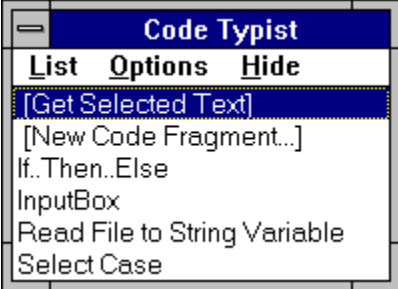 Code Typist
List Options Hide
[Get Selected Text]
[New Code Fragment...]
If..Then..Else
InputBox
Read File to String Variable
Select Case